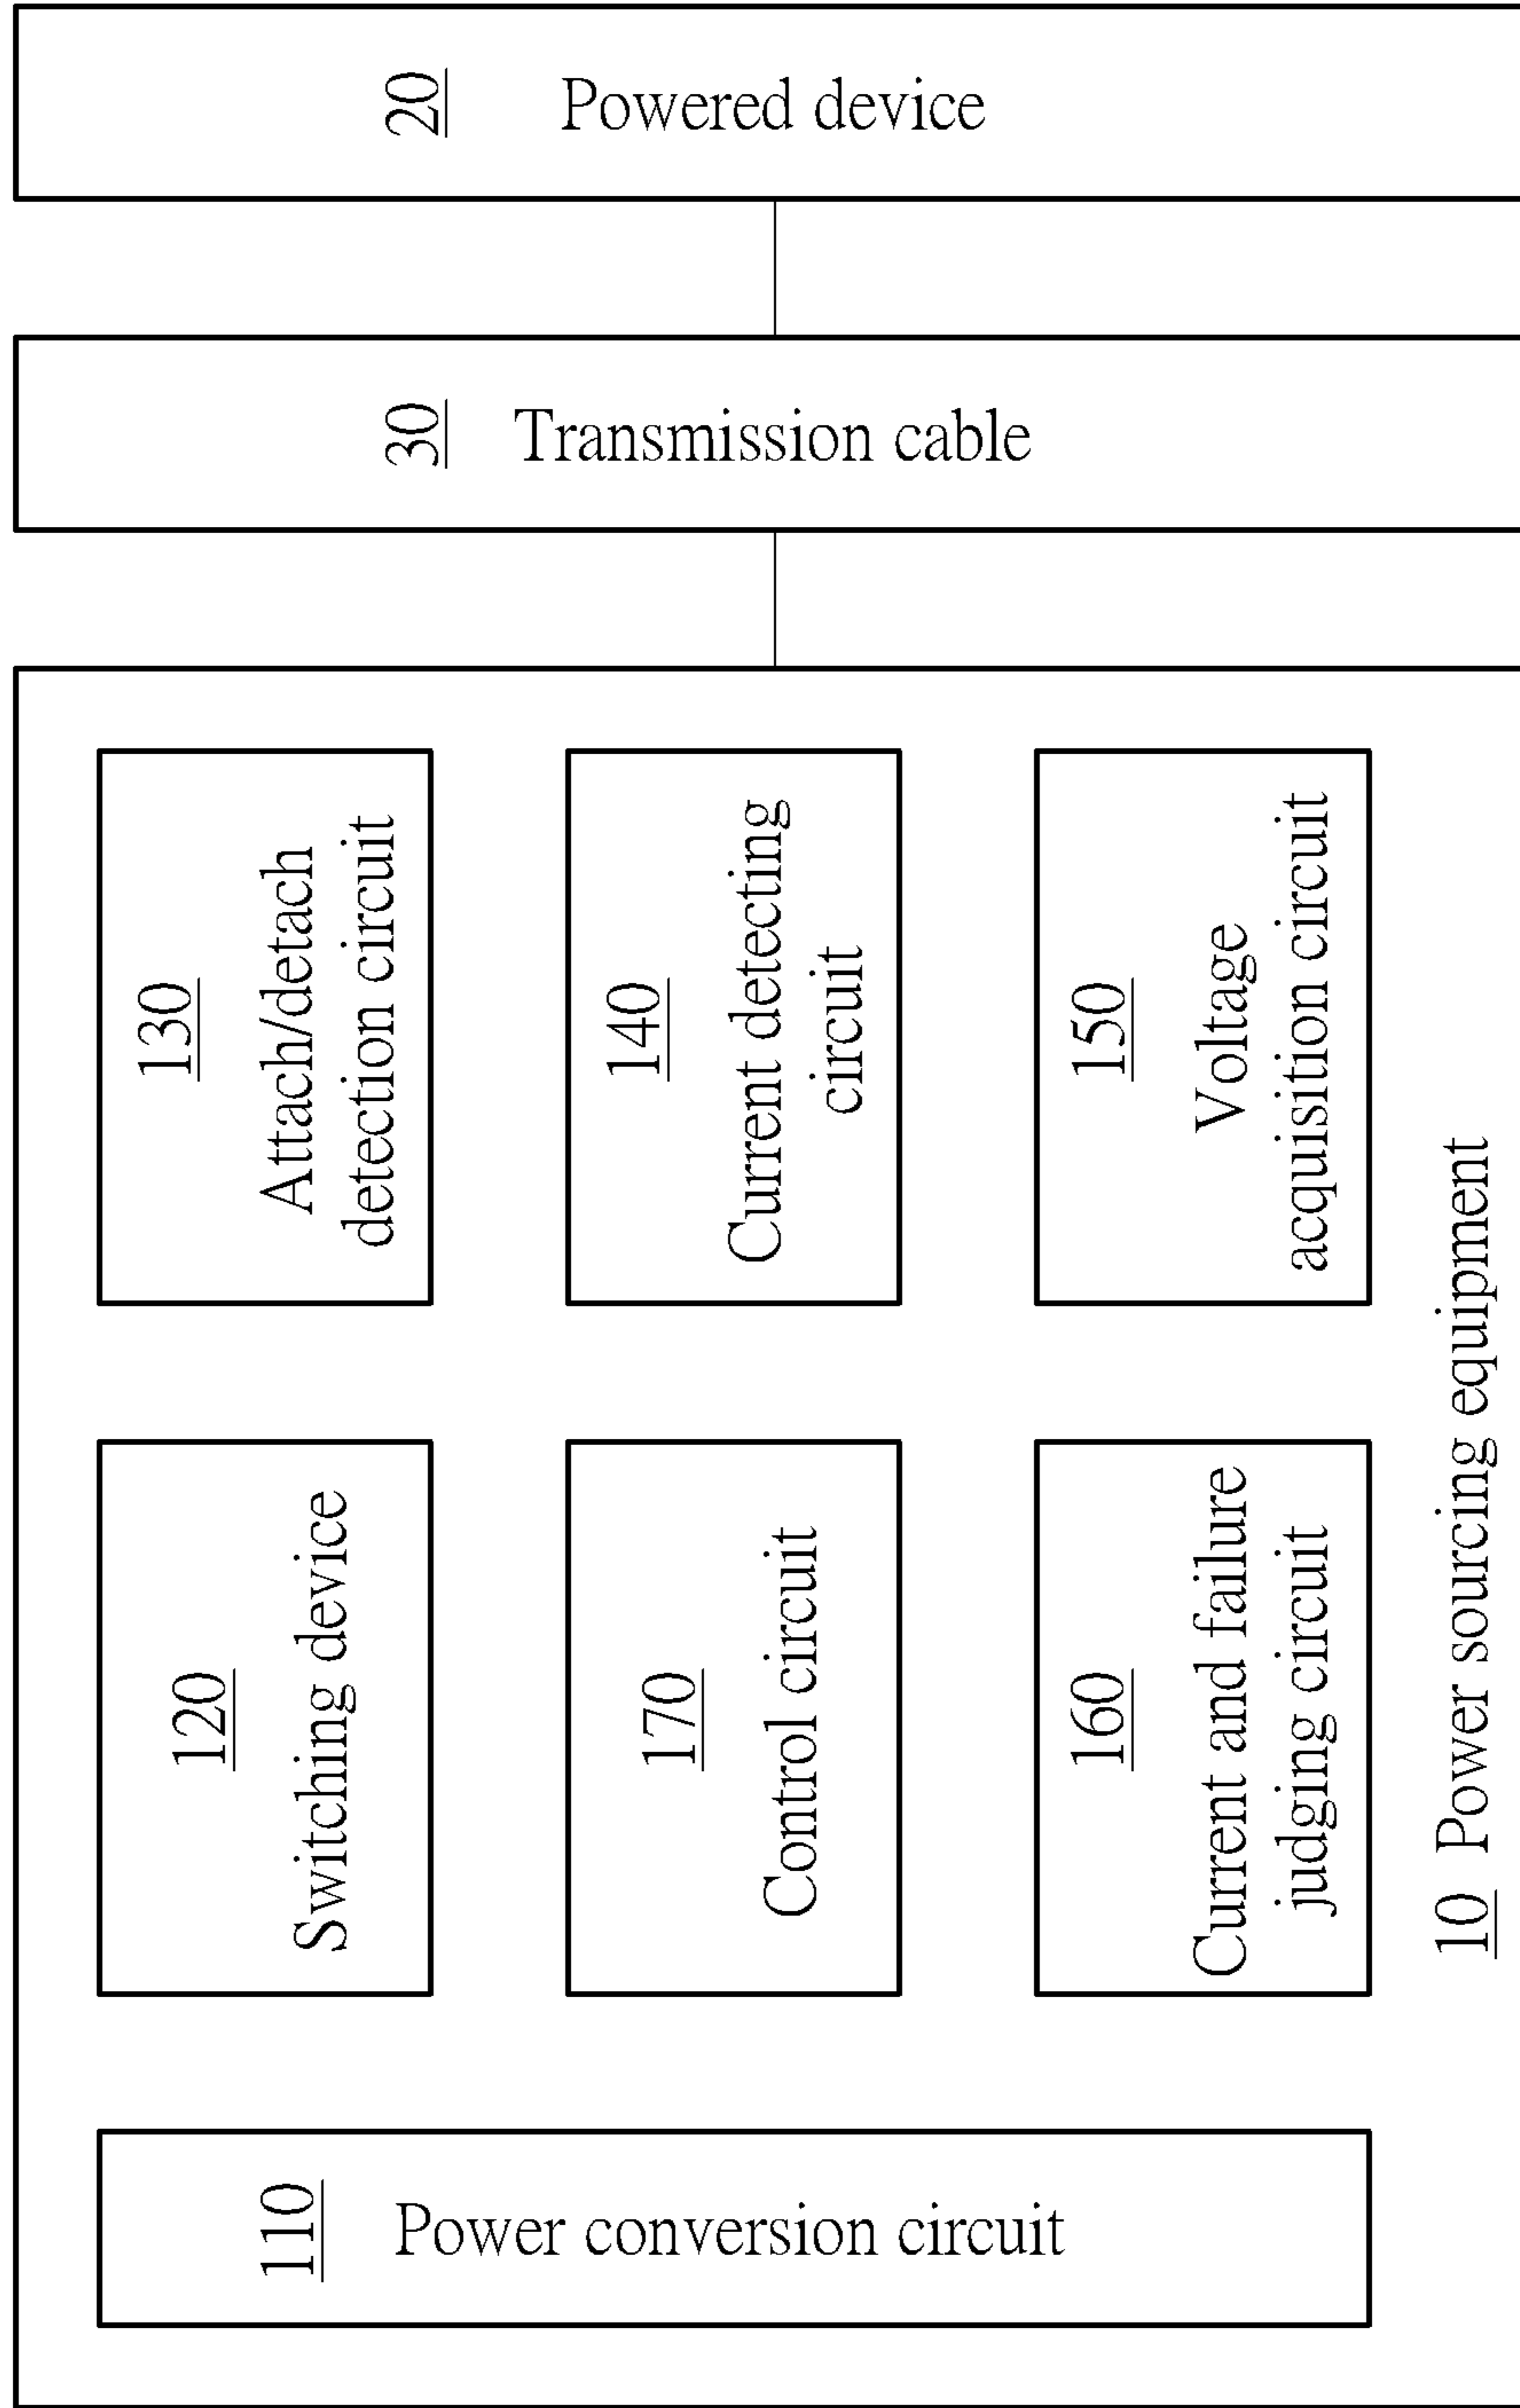 20
Powered device
30
Transmission cable
130
Attach/detach
detection circuit
140
Current detecting
circuit
150
Voltage
acquisition circuit
120
Switching device
170
Control circuit
160
Current and failure
judging circuit
110
Power conversion circuit
10 Power sourcing equipment